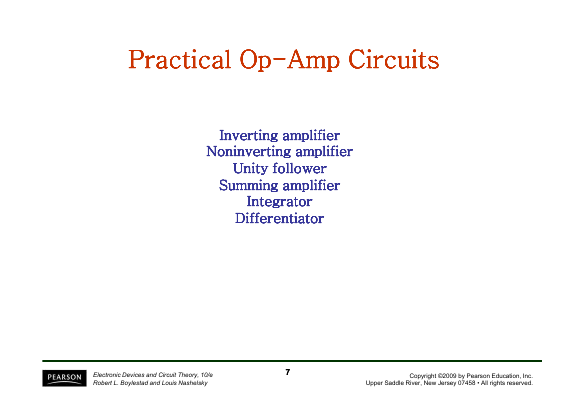 Practical Op-Amp Circuits
Inverting amplifier
Noninverting amplifier
Unity follower
Summing amplifier
Integrator
Differentiator
PEARSON
Electronic Devices and Circuit Theory, 10/e
Robert L. Boylestad and Louis Nashelsky
7
Copyright ©2009 by Pearson Education, Inc.
Upper Saddle River, New Jersey 07458 • All rights reserved.